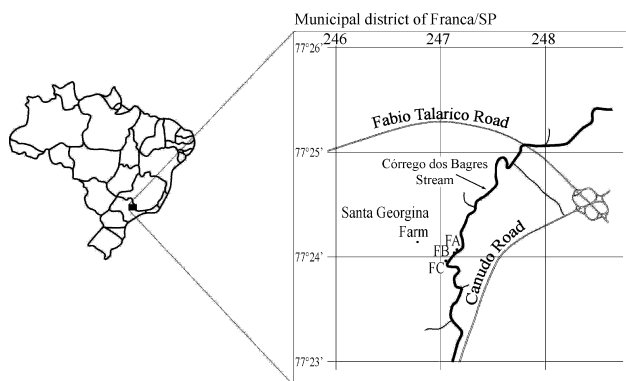 Municipal district of Franca/SP
246
247
248
77°26'
Fabio Talarico Road
77°25'
Córrego dos Bagres
Stream
Santa Georgina
Farm
FA
FB
77°24'
FC
Canudo Road
77°23'